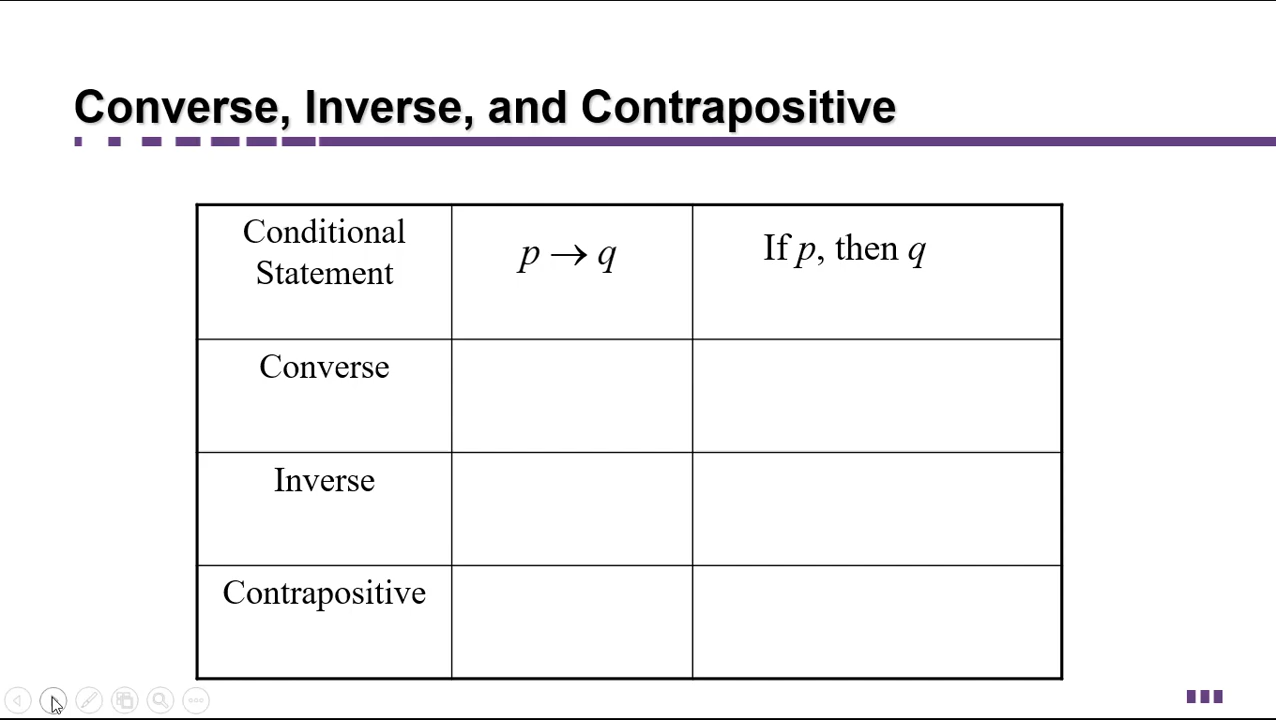 Converse, Inverse, and Contrapositive
Conditional
Statement
p → q
If p, then q
Converse
Inverse
Contrapositive